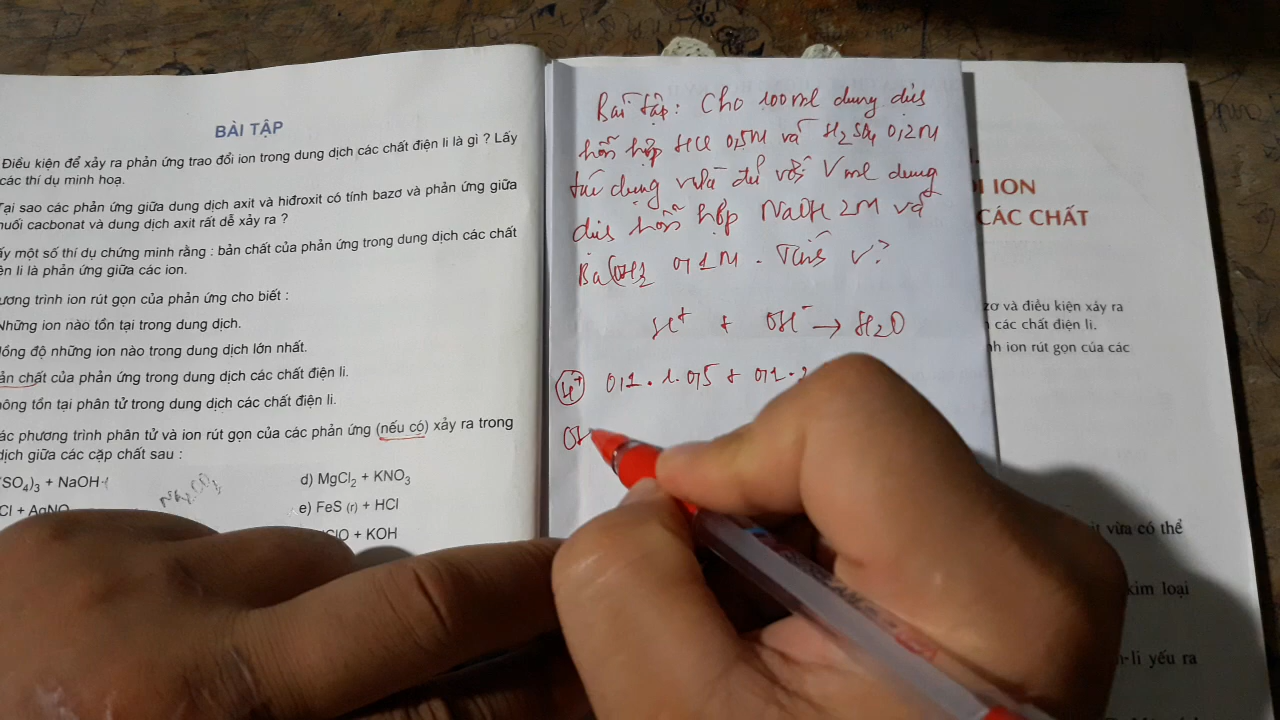 BÀI TẬP
Điều kiện để xảy ra phản ứng trao đổi ion trong dung dịch các chất điện li là gì ? Lấy
các thí dụ minh hoạ.
Tại sao các phản ứng giữa dung dịch axit và hiđroxit có tính bazơ và phản ứng giữa
muối cacbonat và dung dịch axit rất dễ xảy ra ?
ấy một số thí dụ chứng minh rằng : bản chất của phản ứng trong dung dịch các chất
ện li là phản ứng giữa các ion.
ương trình ion rút gọn của phản ứng cho biết :
Những ion nào tồn tại trong dung dịch.
Nồng độ những ion nào trong dung dịch lớn nhất.
ản chất của phản ứng trong dung dịch các chất điện li.
hông tồn tại phân tử trong dung dịch các chất điện li.
ác phương trình phân tử và ion rút gọn của các phản ứng (nếu có) xảy ra trong
dịch giữa các cặp chất sau :
SO₄)₃ + NaOH
d) MgCl₂ + KNO₃
Cl + AgNO
e) FeS (r) + HCl
ClO + KOH
Bài tập : Cho 100 ml dung dịch
hỗn hợp HCl 0,5M và H₂SO₄ 0,2M
tác dụng vừa đủ với V ml dung
dịch hỗn hợp NaOH 2M và
Ba(OH)₂ 0,1M . Tính V?
H⁺ + OH⁻ → H₂O
H⁺ 0,1 . 1 . 0,5 + 0,1 .
OH
I ION
CÁC CHẤT
zơ và điều kiện xảy ra
các chất điện li.
nh ion rút gọn của các
vừa có thể
kim loại
-li yếu ra